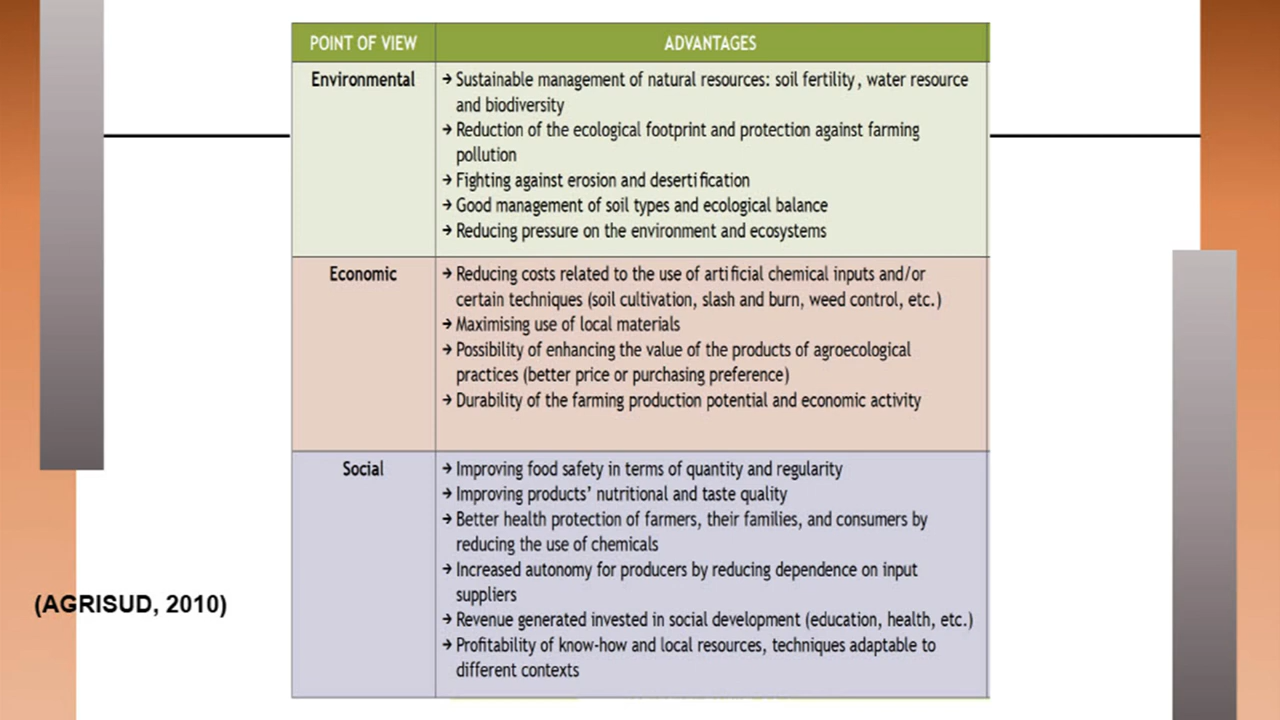 POINT OF VIEW
ADVANTAGES
Environmental
→ Sustainable management of natural resources: soil fertility, water resource
and biodiversity
→ Reduction of the ecological footprint and protection against farming
pollution
→ Fighting against erosion and desertification
→ Good management of soil types and ecological balance
→ Reducing pressure on the environment and ecosystems
Economic
→ Reducing costs related to the use of artificial chemical inputs and/or
certain techniques (soil cultivation, slash and burn, weed control, etc.)
→ Maximising use of local materials
→ Possibility of enhancing the value of the products of agroecological
practices (better price or purchasing preference)
→ Durability of the farming production potential and economic activity
Social
→ Improving food safety in terms of quantity and regularity
→ Improving products’ nutritional and taste quality
→ Better health protection of farmers, their families, and consumers by
reducing the use of chemicals
→ Increased autonomy for producers by reducing dependence on input
suppliers
→ Revenue generated invested in social development (education, health, etc.)
→ Profitability of know-how and local resources, techniques adaptable to
different contexts
(AGRISUD, 2010)